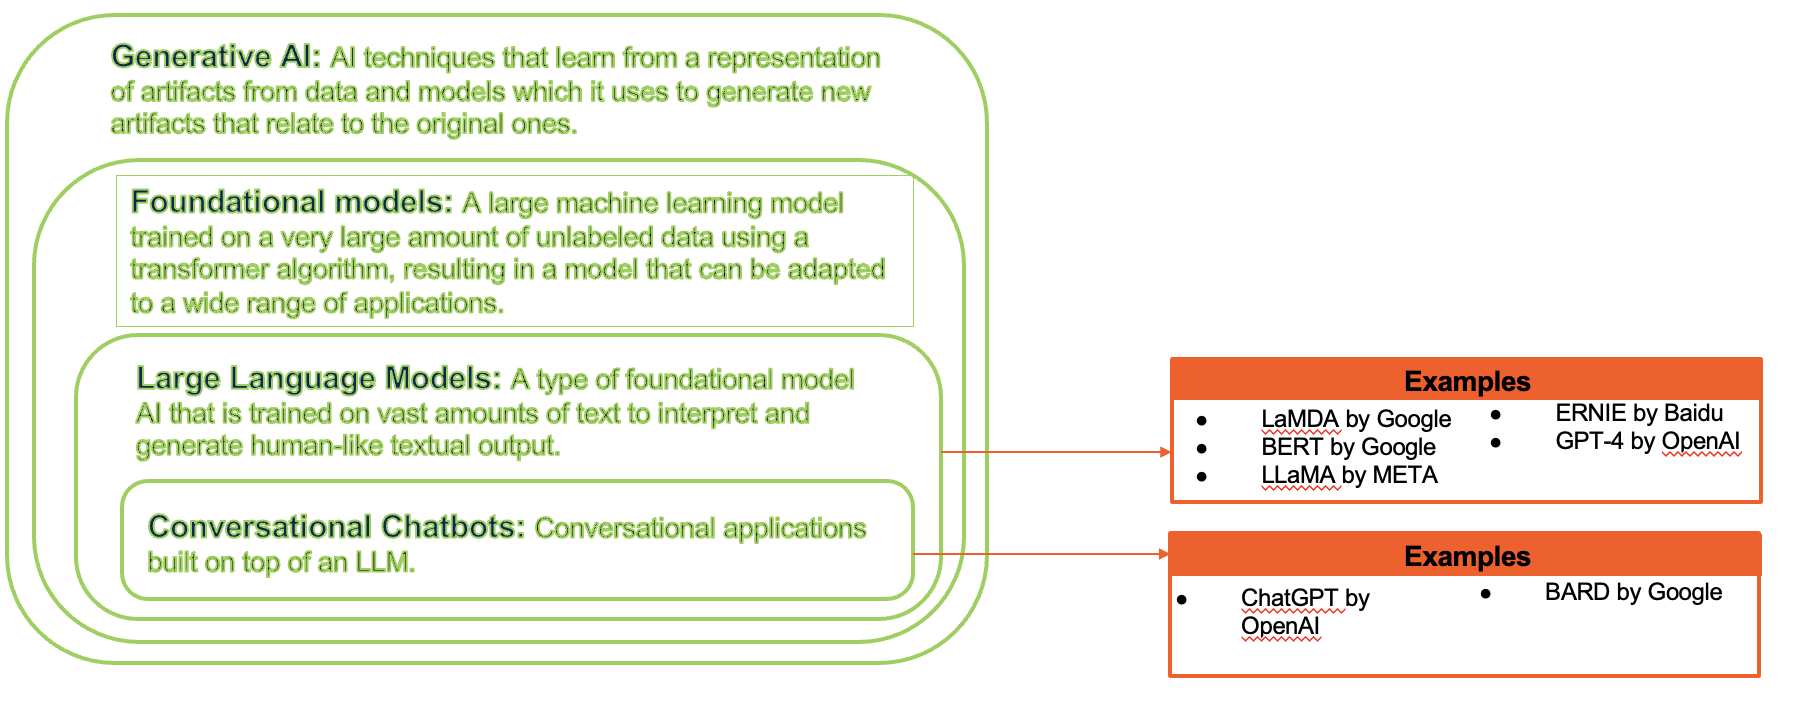 Generative AI: AI techniques that learn from a representation
of artifacts from data and models which it uses to generate new
artifacts that relate to the original ones.
Foundational models: A large machine learning model
trained on a very large amount of unlabeled data using a
transformer algorithm, resulting in a model that can be adapted
to a wide range of applications.
Large Language Models: A type of foundational model
AI that is trained on vast amounts of text to interpret and
generate human-like textual output.
Conversational Chatbots: Conversational applications
built on top of an LLM.
Examples
● LaMDA by Google
● BERT by Google
● LLaMA by META
● ERNIE by Baidu
● GPT-4 by OpenAI
Examples
● ChatGPT by
OpenAI
● BARD by Google